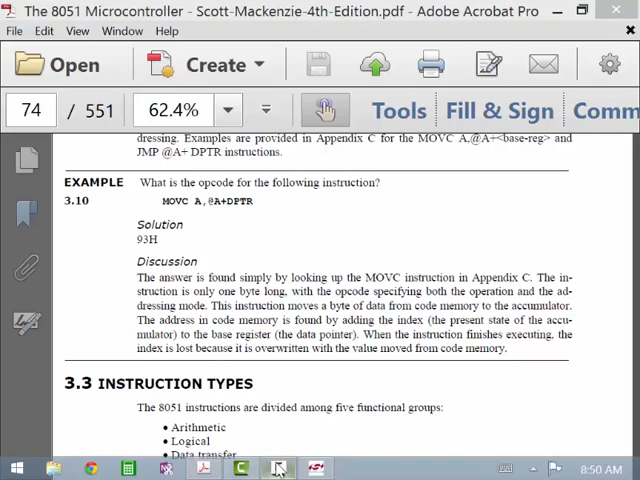 The 8051 Microcontroller - Scott-Mackenzie-4th-Edition.pdf - Adobe Acrobat Pro
File Edit View Window Help
Open Create
74 / 551 62.4% Tools Fill & Sign Comm
dressing. Examples are provided in Appendix C for the MOVC A,@A+<base-reg> and
JMP @A+ DPTR instructions.
EXAMPLE What is the opcode for the following instruction?
3.10 MOVC A,@A+DPTR
Solution
93H
Discussion
The answer is found simply by looking up the MOVC instruction in Appendix C. The in-
struction is only one byte long, with the opcode specifying both the operation and the ad-
dressing mode. This instruction moves a byte of data from code memory to the accumulator.
The address in code memory is found by adding the index (the present state of the accu-
mulator) to the base register (the data pointer). When the instruction finishes executing, the
index is lost because it is overwritten with the value moved from code memory.
3.3 INSTRUCTION TYPES
The 8051 instructions are divided among five functional groups:
• Arithmetic
• Logical
• Data transfer
8:50 AM